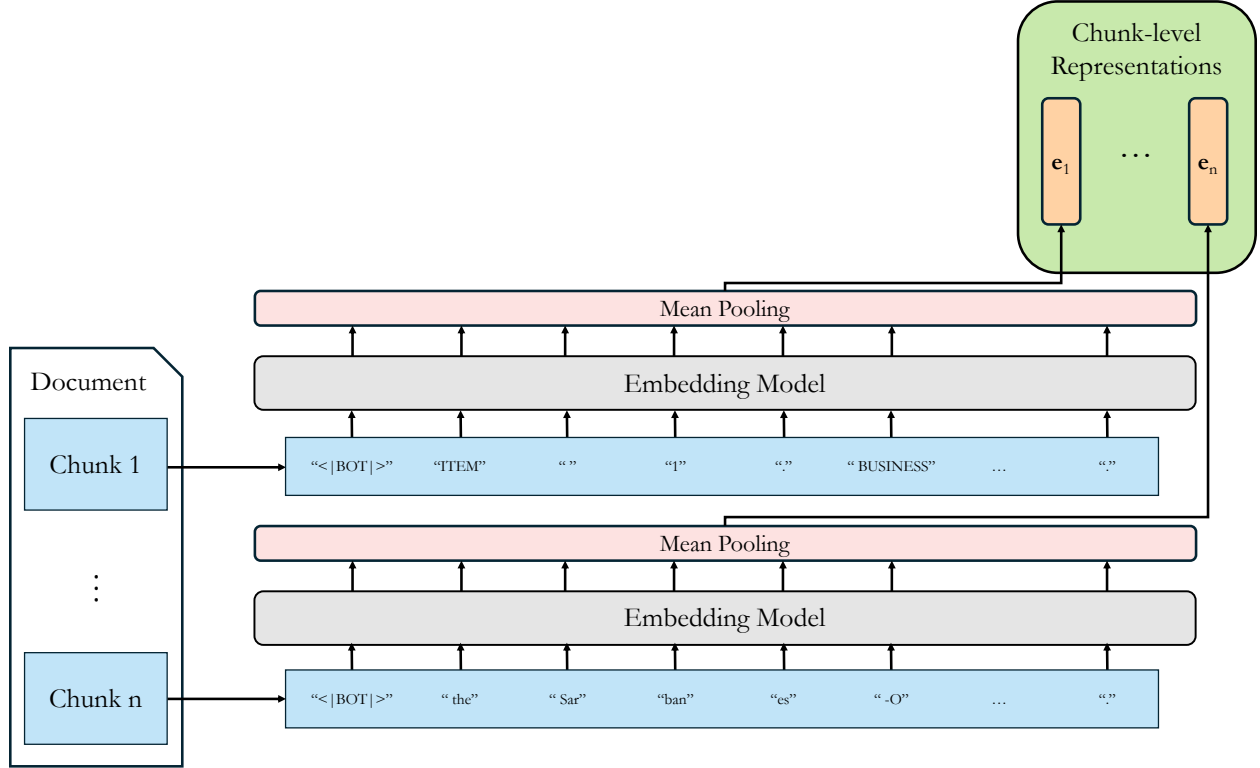 Chunk-level
Representations
e1 … en
Mean Pooling
Embedding Model
Document
Chunk 1
“<|BOT|>” “ITEM” “ ” “1” “.” “ BUSINESS” … “.”
Mean Pooling
⋮
Embedding Model
Chunk n
“<|BOT|>” “ the” “ Sar” “ban” “es” “ -O” … “.”